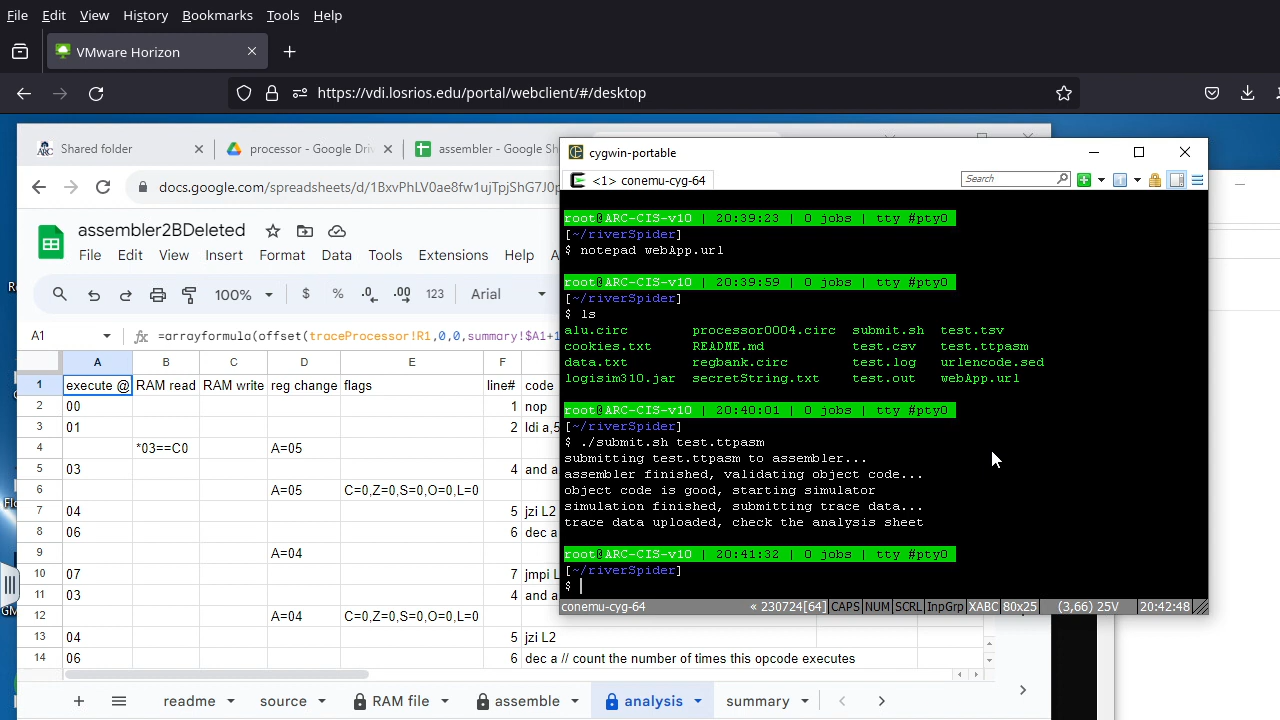 File Edit View History Bookmarks Tools Help
VMware Horizon
https://vdi.losrios.edu/portal/webclient/#/desktop
Shared folder
processor - Google Driv
assembler - Google Sh
assembler2BDeleted
File Edit View Insert Format Data Tools Extensions Help
100% $ % .0 .00 123 Arial
A1 =arrayformula(offset(traceProcessor!R1,0,0,summary!$A1+1
A B C D E F
1 execute @ RAM read RAM write reg change flags line# code
2 00 1 nop
3 01 2 ldi a,5
4 *03==C0 A=05
5 03 4 and a
6 A=05 C=0,Z=0,S=0,O=0,L=0
7 04 5 jzi L2
8 06 6 dec a
9 A=04
10 07 7 jmpi L
11 03 4 and a
12 A=04 C=0,Z=0,S=0,O=0,L=0
13 04 5 jzi L2
14 06 6 dec a // count the number of times this opcode executes
readme source RAM file assemble analysis summary
cygwin-portable
<1> conemu-cyg-64
Search
root@ARC-CIS-v10 | 20:39:23 | 0 jobs | tty #pty0
[~/riverSpider]
$ notepad webApp.url
root@ARC-CIS-v10 | 20:39:59 | 0 jobs | tty #pty0
[~/riverSpider]
$ ls
alu.circ processor0004.circ submit.sh test.tsv
cookies.txt README.md test.csv test.ttpasm
data.txt regbank.circ test.log urlencode.sed
logisim310.jar secretString.txt test.out webApp.url
root@ARC-CIS-v10 | 20:40:01 | 0 jobs | tty #pty0
[~/riverSpider]
$ ./submit.sh test.ttpasm
submitting test.ttpasm to assembler...
assembler finished, validating object code...
object code is good, starting simulator
simulation finished, submitting trace data...
trace data uploaded, check the analysis sheet
root@ARC-CIS-v10 | 20:41:32 | 0 jobs | tty #pty0
[~/riverSpider]
$
conemu-cyg-64 « 230724[64] CAPS NUM SCRL InpGrp XABC 80x25 (3,66) 25V 20:42:48